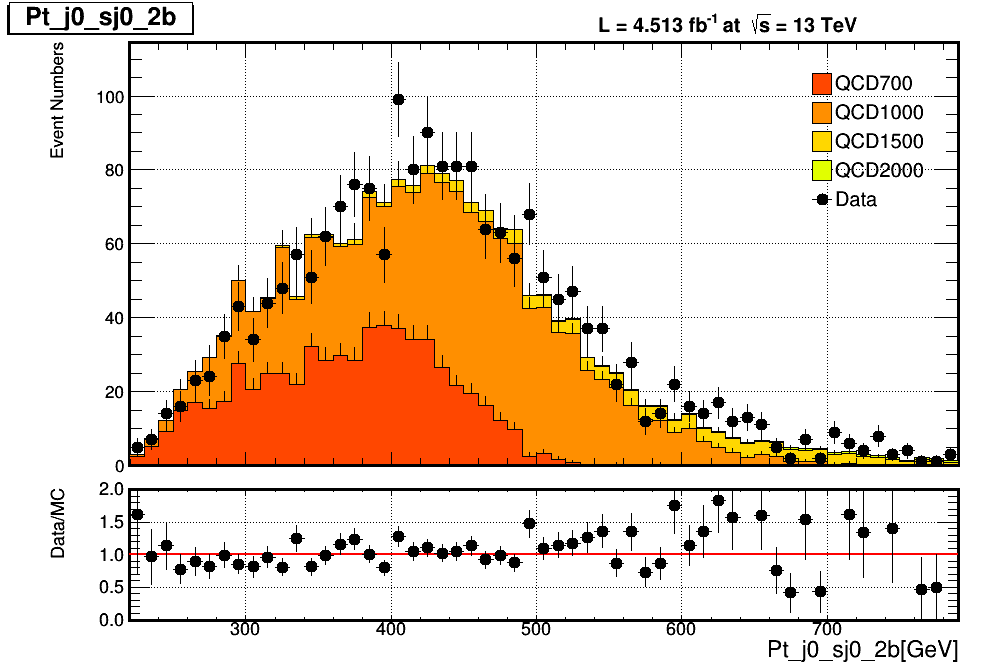 Pt_j0_sj0_2b
L = 4.513 fb⁻¹ at √s = 13 TeV
Event Numbers
100
80
60
40
20
0
QCD700
QCD1000
QCD1500
QCD2000
Data
Data/MC
2.0
1.5
1.0
0.5
0.0
300 400 500 600 700
Pt_j0_sj0_2b[GeV]